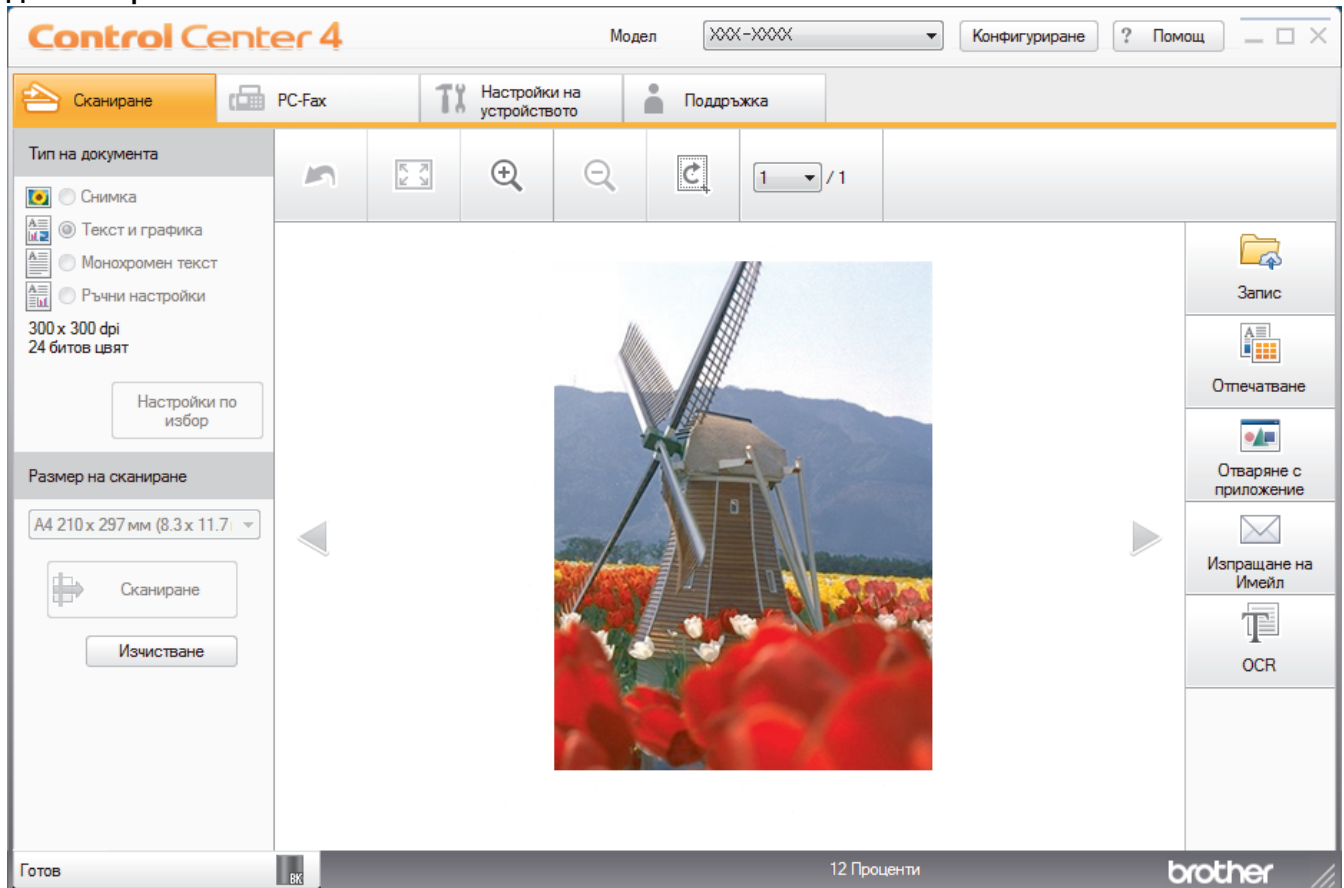 Control Center 4
Модел
XXX-XXXX
Конфигуриране
? Помощ
Сканиране
PC-Fax
Настройки на
устройството
Поддръжка
Тип на документа
1
/ 1
Снимка
Текст и графика
Монохромен текст
Ръчни настройки
300 x 300 dpi
24 битов цвят
Настройки по
избор
Размер на сканиране
A4 210 x 297 мм (8.3 x 11.7
Сканиране
Изчистване
Запис
Отпечатване
Отваряне с
приложение
Изпращане на
Имейл
OCR
Готов
BK
12 Проценти
brother